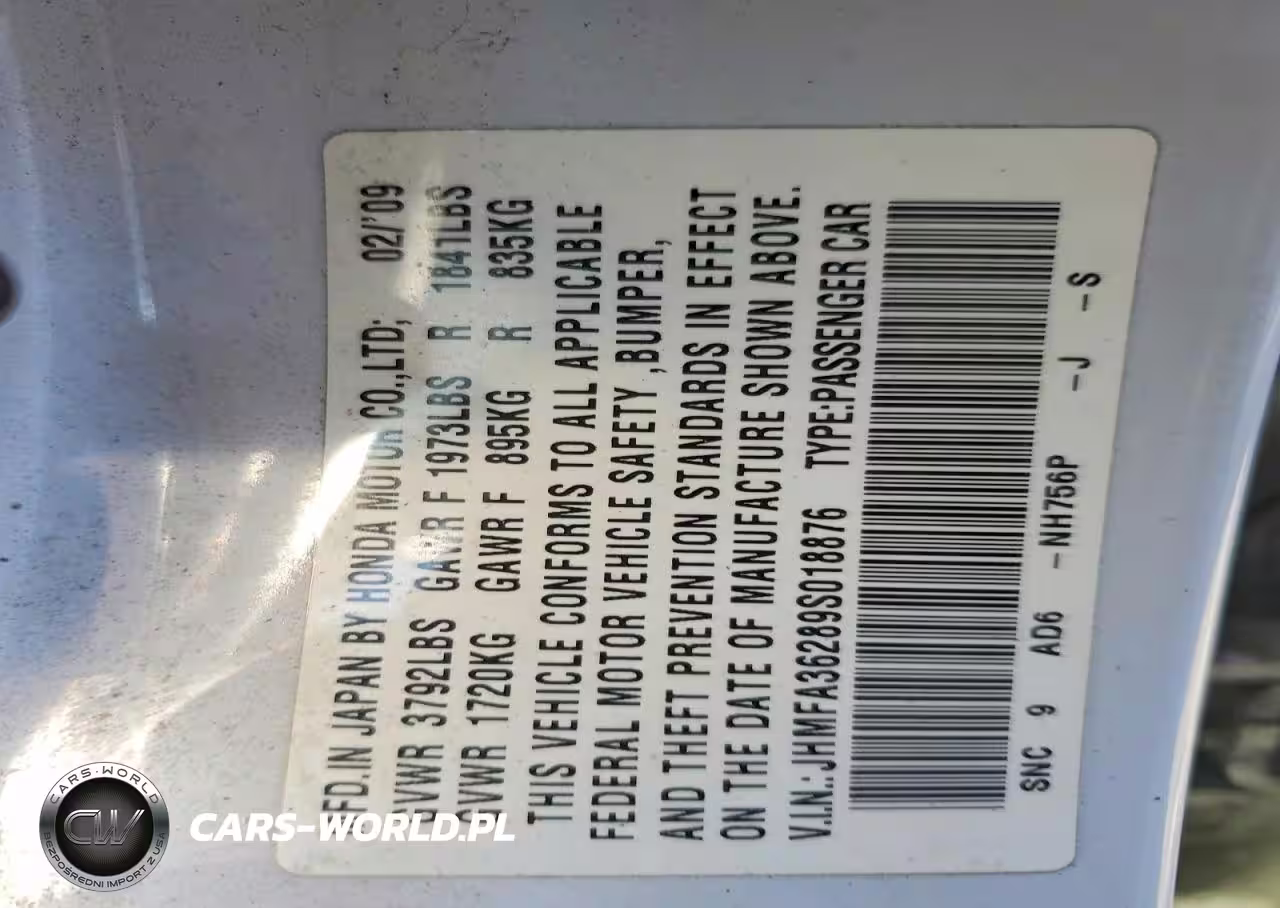 MFD.IN JAPAN BY HONDA MOTOR CO.,LTD; 02/'09
GVWR 3792LBS GAWR F 1973LBS R 1841LBS
GVWR 1720KG GAWR F 895KG R 835KG
THIS VEHICLE CONFORMS TO ALL APPLICABLE
FEDERAL MOTOR VEHICLE SAFETY ,BUMPER,
AND THEFT PREVENTION STANDARDS IN EFFECT
ON THE DATE OF MANUFACTURE SHOWN ABOVE.
V.I.N.:JHMFA36289S018876 TYPE:PASSENGER CAR
SNC 9 AD6 -NH756P -J -S
CARS-WORLD
CW
BEZPOŚREDNI IMPORT Z USA
CARS-WORLD.PL